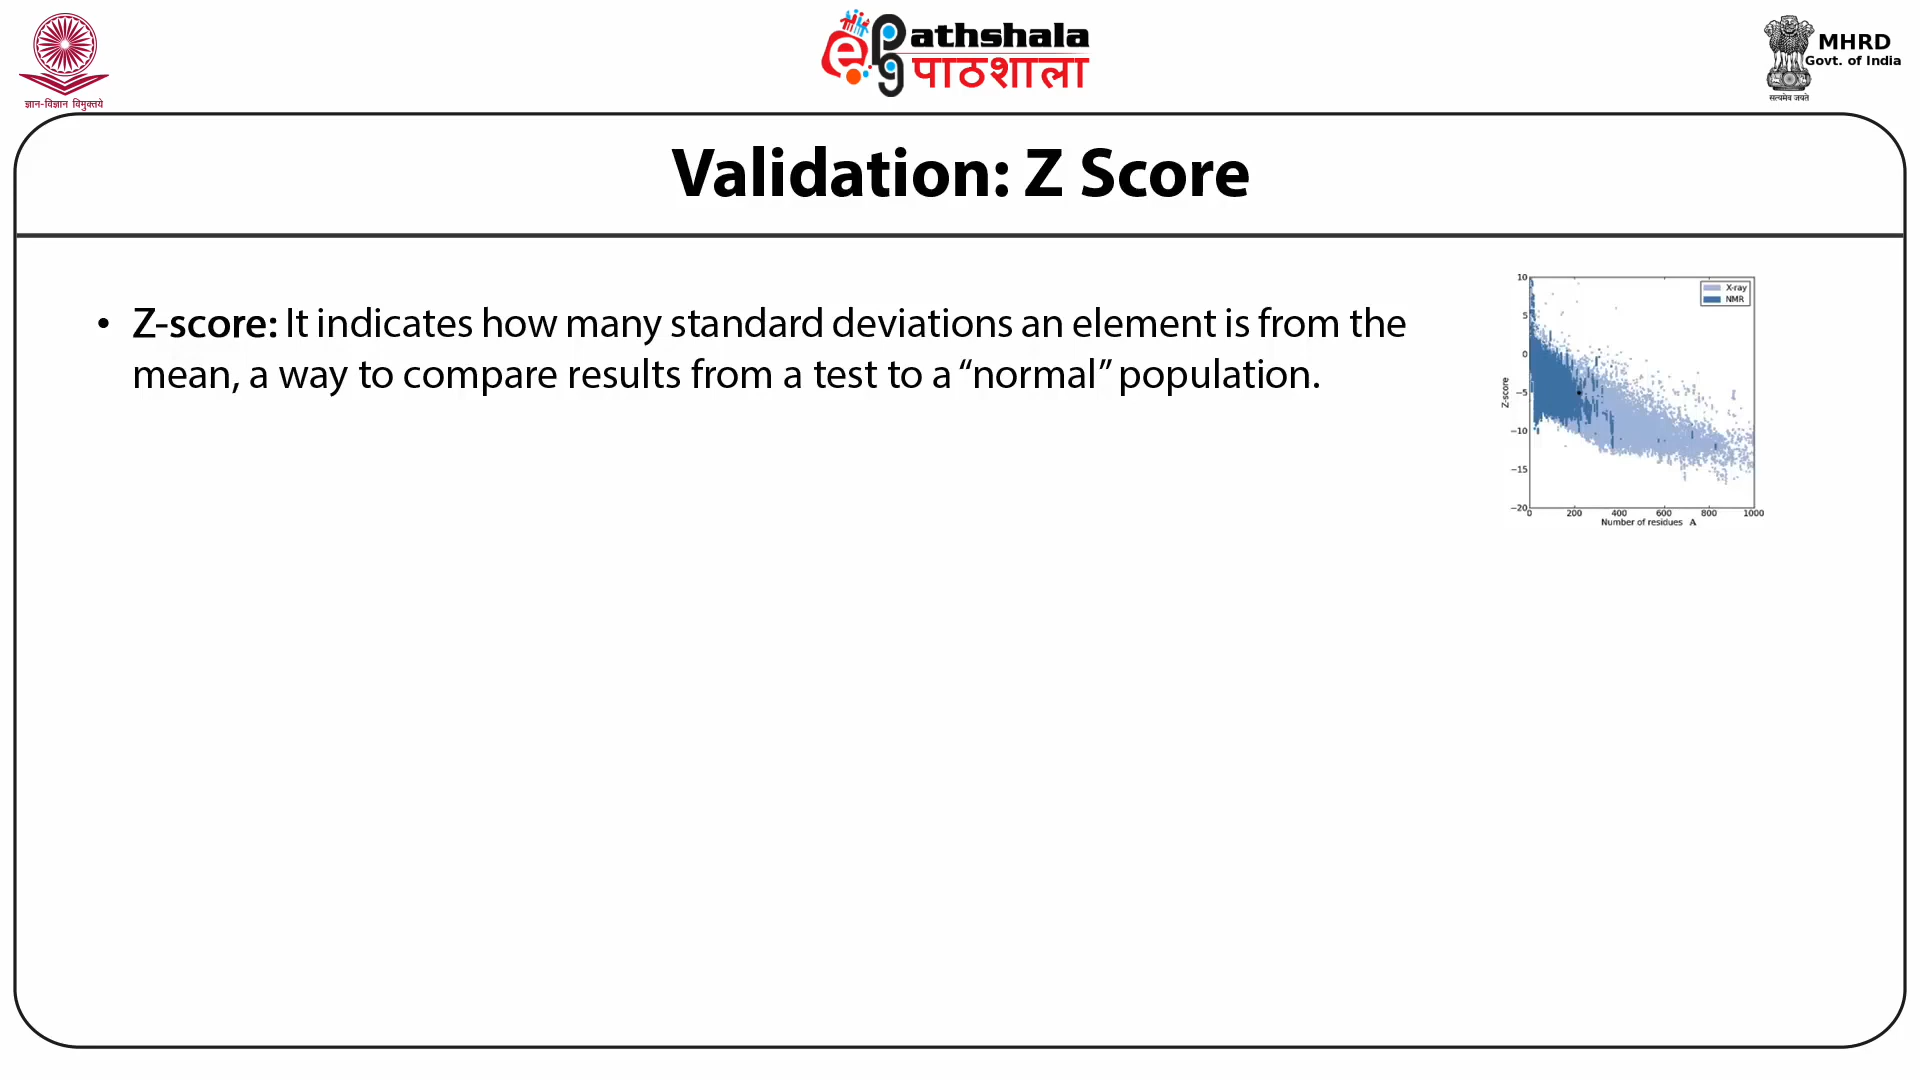 ज्ञान-विज्ञान विमुक्तये
e
pg
athshala
पाठशाला
MHRD
Govt. of India
सत्यमेव जयते
Validation: Z Score
• Z-score: It indicates how many standard deviations an element is from the
mean, a way to compare results from a test to a “normal” population.
X-ray
NMR
Z-score
10
5
0
−5
−10
−15
−20
0 200 400 600 800 1000
Number of residues A